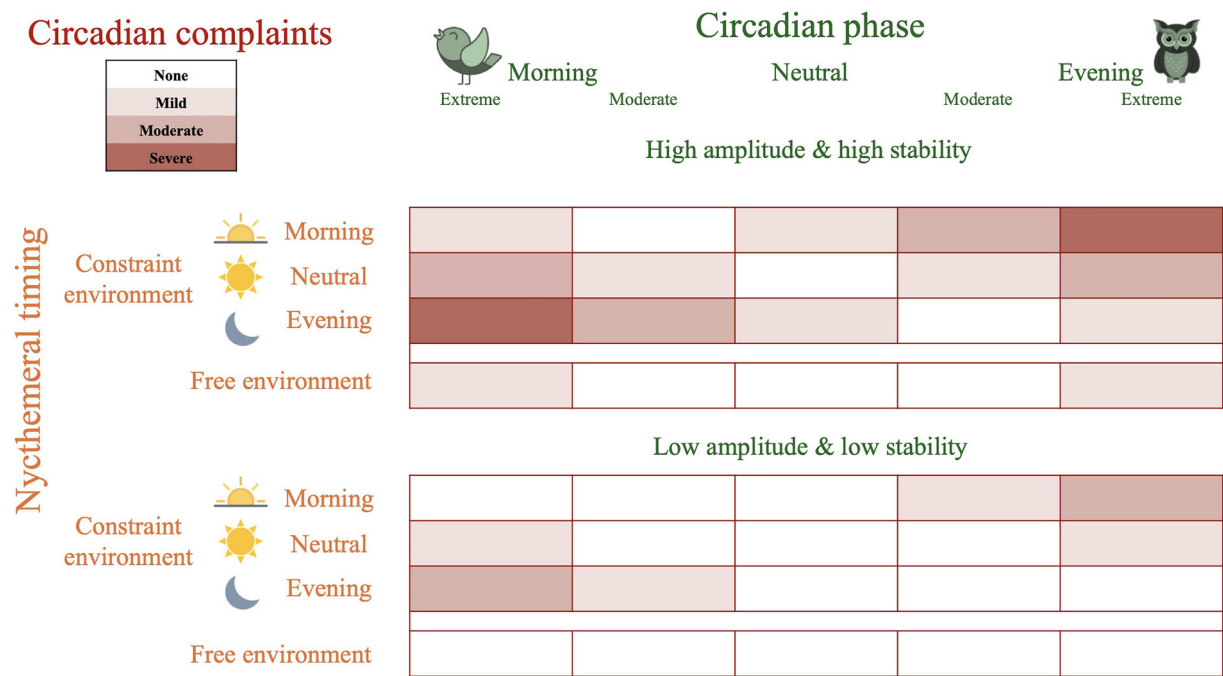 Circadian complaints
None
Mild
Moderate
Severe
Circadian phase
Morning
Neutral
Evening
Extreme
Moderate
Moderate
Extreme
High amplitude & high stability
Nycthemeral timing
Constraint
environment
Morning
Neutral
Evening
Free environment
Low amplitude & low stability
Constraint
environment
Morning
Neutral
Evening
Free environment